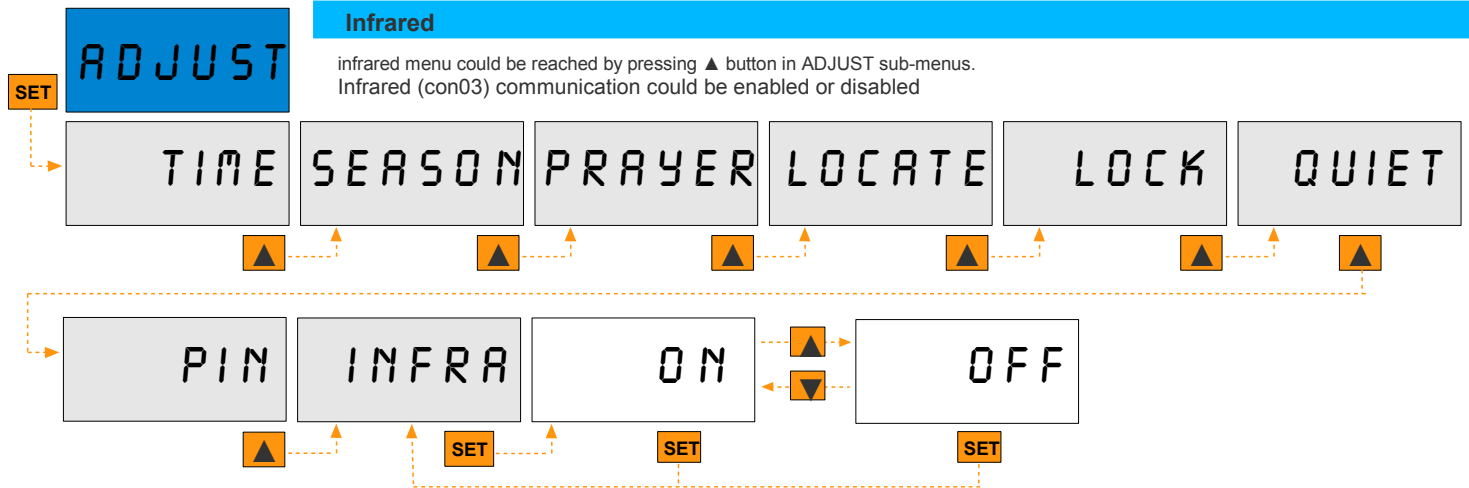 Infrared
ADJUST
infrared menu could be reached by pressing ▲ button in ADJUST sub-menus.
Infrared (con03) communication could be enabled or disabled
SET
TIME SEASON PRAYER LOCATE LOCK QUIET
▲ ▲ ▲ ▲ ▲ ▲
PIN INFRA ON ▲ OFF
▼
▲ SET SET SET